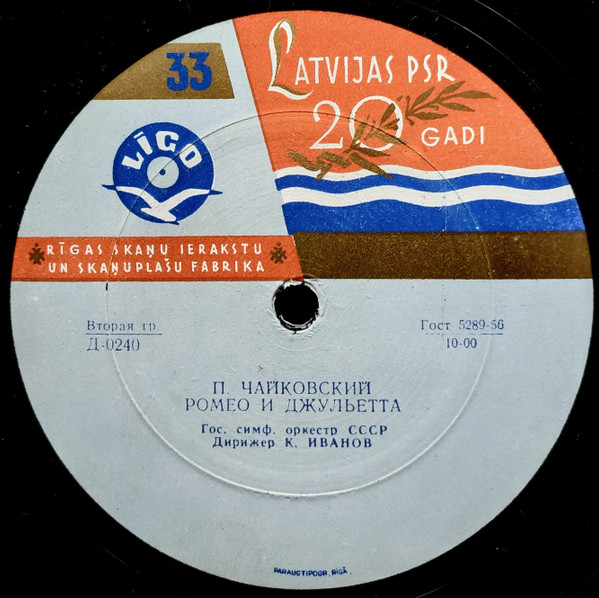 33
LATVIJAS PSR
20 GADI
LĪGO
RĪGAS SKAŅU IERAKSTU
UN SKAŅUPLAŠU FABRIKA
Вторая гр
Гост 5289-56
Д-0240
10-00
П. ЧАЙКОВСКИЙ
РОМЕО И ДЖУЛЬЕТТА
Гос. симф. оркестр СССР
Дирижер К. ИВАНОВ
PARAUGTIPOGR. RĪGĀ